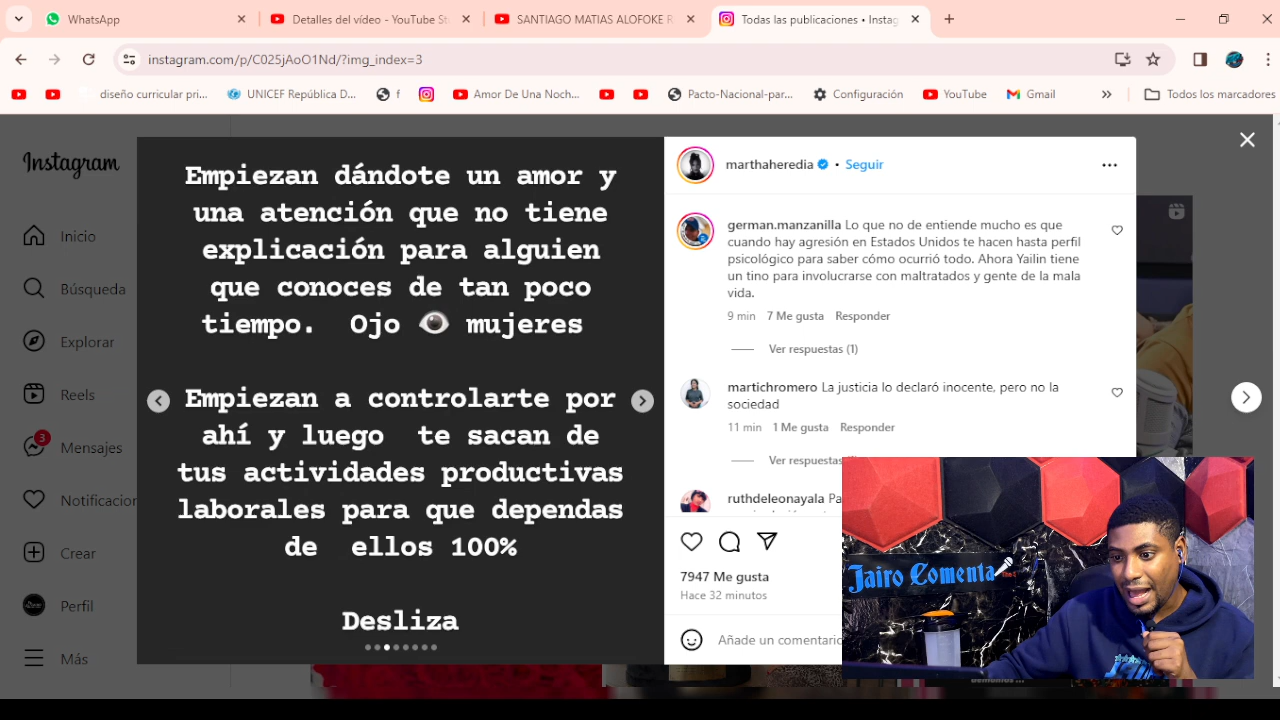 WhatsApp
Detalles del vídeo - YouTube St
SANTIAGO MATIAS ALOFOKE R
Todas las publicaciones • Instag
instagram.com/p/C025jAoO1Nd/?img_index=3
diseño curricular pri...
UNICEF República D...
f
Amor De Una Noch...
Pacto-Nacional-par...
Configuración
YouTube
Gmail
Todos los marcadores
Instagram
Inicio
Búsqueda
Explorar
Reels
3
Mensajes
Notificacion
Crear
Perfil
Más
Empiezan dándote un amor y
una atención que no tiene
explicación para alguien
que conoces de tan poco
tiempo. Ojo 👁 mujeres
Empiezan a controlarte por
ahí y luego te sacan de
tus actividades productivas
laborales para que dependas
de ellos 100%
Desliza
marthaheredia • Seguir
german.manzanilla Lo que no de entiende mucho es que
cuando hay agresión en Estados Unidos te hacen hasta perfil
psicológico para saber cómo ocurrió todo. Ahora Yailin tiene
un tino para involucrarse con maltratados y gente de la mala
vida.
9 min 7 Me gusta Responder
Ver respuestas (1)
martichromero La justicia lo declaró inocente, pero no la
sociedad
11 min 1 Me gusta Responder
Ver respuestas
ruthdeleonayala Pa
7947 Me gusta
Hace 32 minutos
Añade un comentario
Jairo Comenta